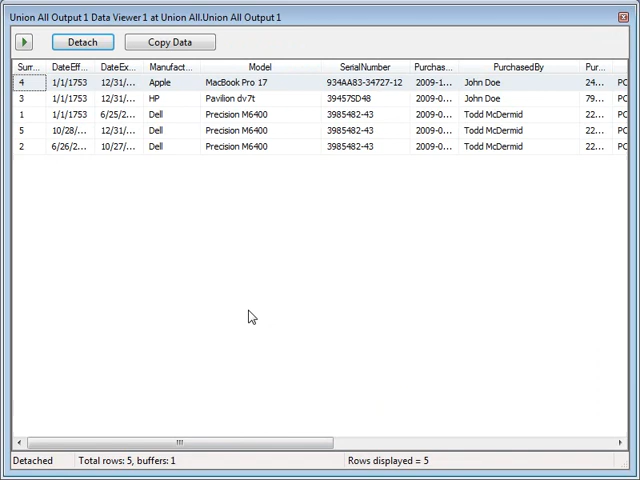 Union All Output 1 Data Viewer 1 at Union All.Union All Output 1
Detach Copy Data
Surr... DateEff... DateEx... Manufact... Model SerialNumber Purchas... PurchasedBy Pur...
4 1/1/1753 12/31/... Apple MacBook Pro 17 934AA83-34727-12 2009-1... John Doe 24... PC
3 1/1/1753 12/31/... HP Pavilion dv7t 39457SD48 2009-0... John Doe 79... PC
1 1/1/1753 6/25/2... Dell Precision M6400 3985482-43 2009-0... Todd McDermid 22... PC
5 10/28/... 12/31/... Dell Precision M6400 3985482-43 2009-0... Todd McDermid 22... PC
2 6/26/2... 10/27/... Dell Precision M6400 3985482-43 2009-0... Todd McDermid 22... PC
Detached Total rows: 5, buffers: 1 Rows displayed = 5